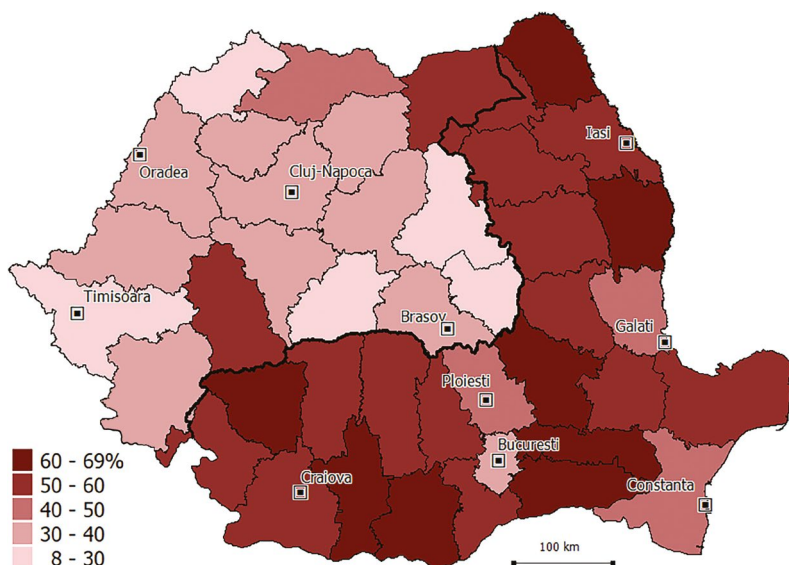 Iasi
Oradea
Cluj-Napoca
Timisoara
Brasov
Galati
Ploiesti
Bucuresti
Craiova
Constanta
60 - 69%
50 - 60
40 - 50
30 - 40
8 - 30
100 km